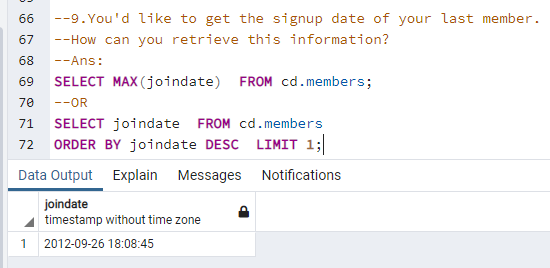 66 --9.You'd like to get the signup date of your last member.
67 --How can you retrieve this information?
68 --Ans:
69 SELECT MAX(joindate)  FROM cd.members;
70 --OR
71 SELECT joindate  FROM cd.members
72 ORDER BY joindate DESC  LIMIT 1;
Data Output Explain Messages Notifications
joindate
timestamp without time zone
1 2012-09-26 18:08:45